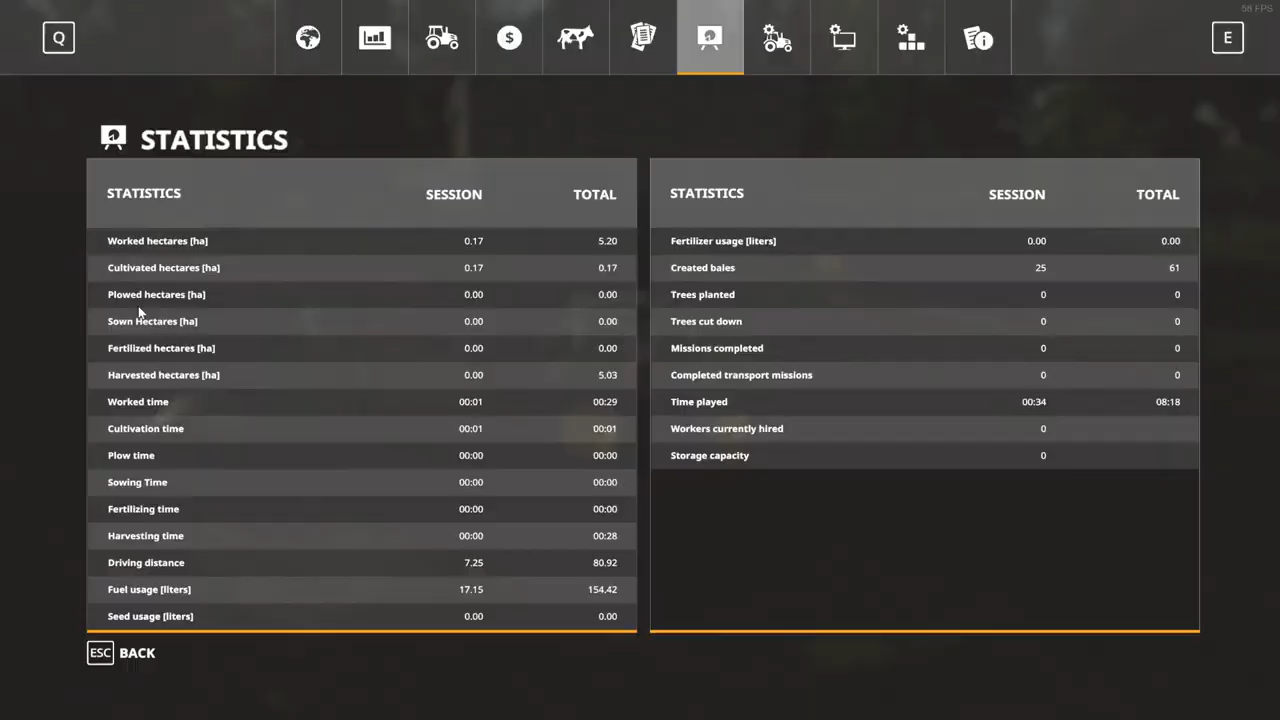 58 FPS
Q
$
E
STATISTICS
STATISTICS SESSION TOTAL
Worked hectares [ha] 0.17 5.20
Cultivated hectares [ha] 0.17 0.17
Plowed hectares [ha] 0.00 0.00
Sown Hectares [ha] 0.00 0.00
Fertilized hectares [ha] 0.00 0.00
Harvested hectares [ha] 0.00 5.03
Worked time 00:01 00:29
Cultivation time 00:01 00:01
Plow time 00:00 00:00
Sowing Time 00:00 00:00
Fertilizing time 00:00 00:00
Harvesting time 00:00 00:28
Driving distance 7.25 80.92
Fuel usage [liters] 17.15 154.42
Seed usage [liters] 0.00 0.00
STATISTICS SESSION TOTAL
Fertilizer usage [liters] 0.00 0.00
Created bales 25 61
Trees planted 0 0
Trees cut down 0 0
Missions completed 0 0
Completed transport missions 0 0
Time played 00:34 08:18
Workers currently hired 0
Storage capacity 0
ESC BACK